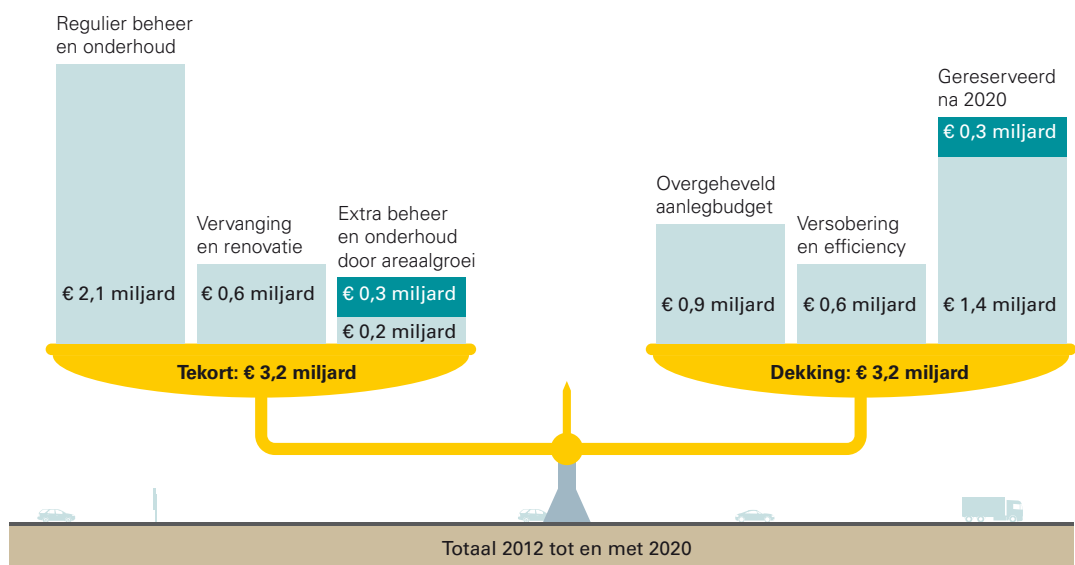 Regulier beheer
en onderhoud
€ 2,1 miljard
Vervanging
en renovatie
€ 0,6 miljard
Extra beheer
en onderhoud
door areaalgroei
€ 0,3 miljard
€ 0,2 miljard
Tekort: € 3,2 miljard
Overgeheveld
aanlegbudget
€ 0,9 miljard
Versobering
en efficiency
€ 0,6 miljard
Gereserveerd
na 2020
€ 0,3 miljard
€ 1,4 miljard
Dekking: € 3,2 miljard
Totaal 2012 tot en met 2020